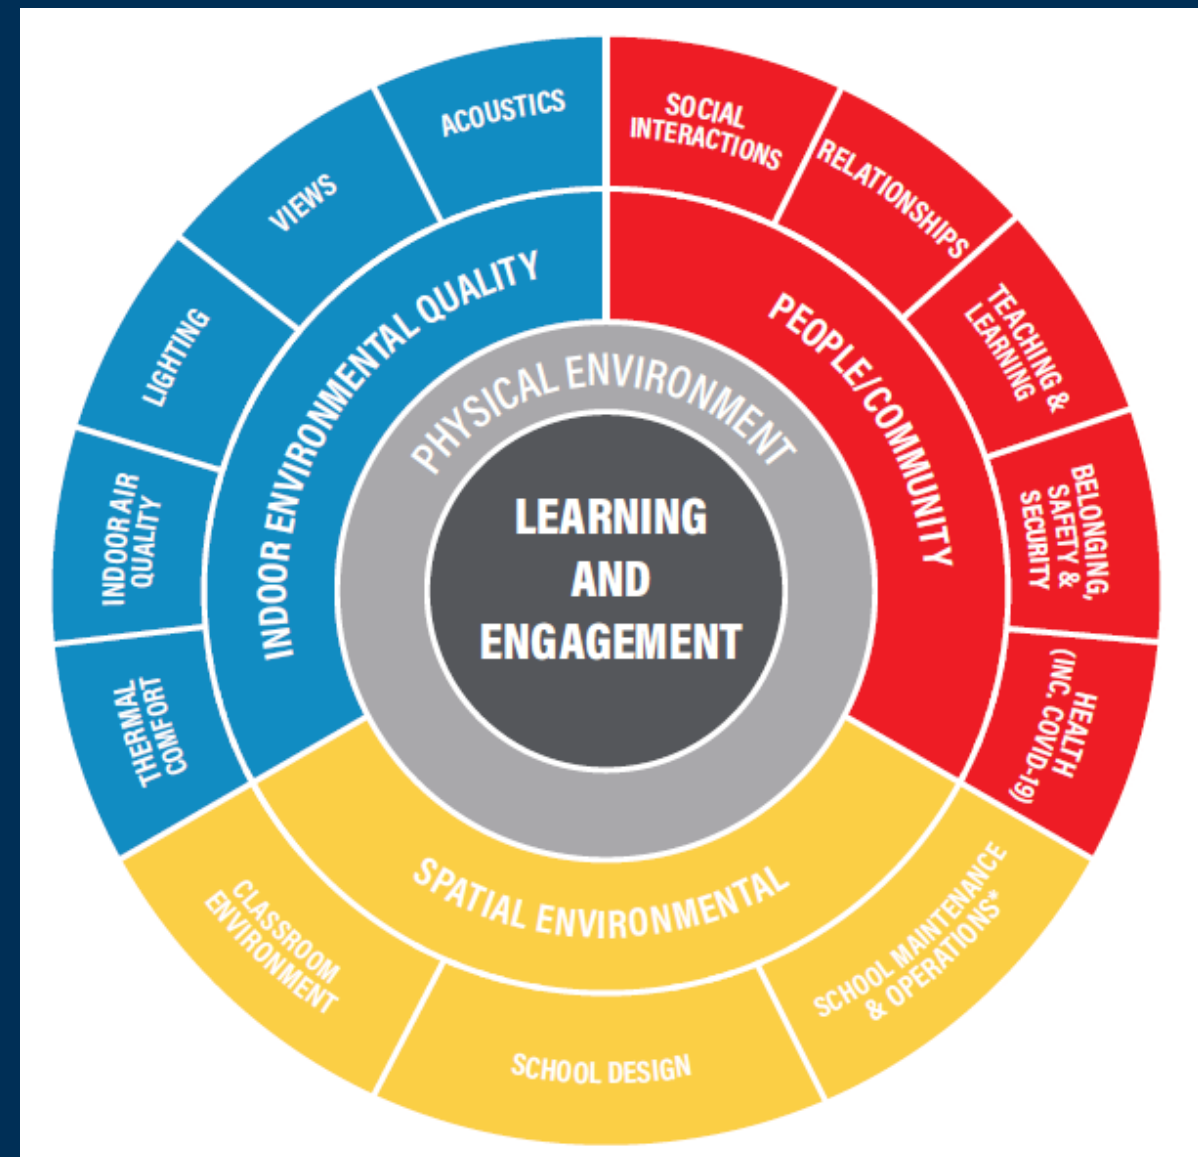 ACOUSTICS
SOCIAL
INTERACTIONS
VIEWS
RELATIONSHIPS
LIGHTING
TEACHING &
LEARNING
INDOOR AIR
QUALITY
BELONGING,
SAFETY &
SECURITY
THERMAL
COMFORT
HEALTH
(INC. COVID-19)
INDOOR ENVIRONMENTAL QUALITY
PEOPLE/COMMUNITY
PHYSICAL ENVIRONMENT
LEARNING
AND
ENGAGEMENT
SPATIAL ENVIRONMENTAL
CLASSROOM
ENVIRONMENT
SCHOOL DESIGN
SCHOOL MAINTENANCE
& OPERATIONS*